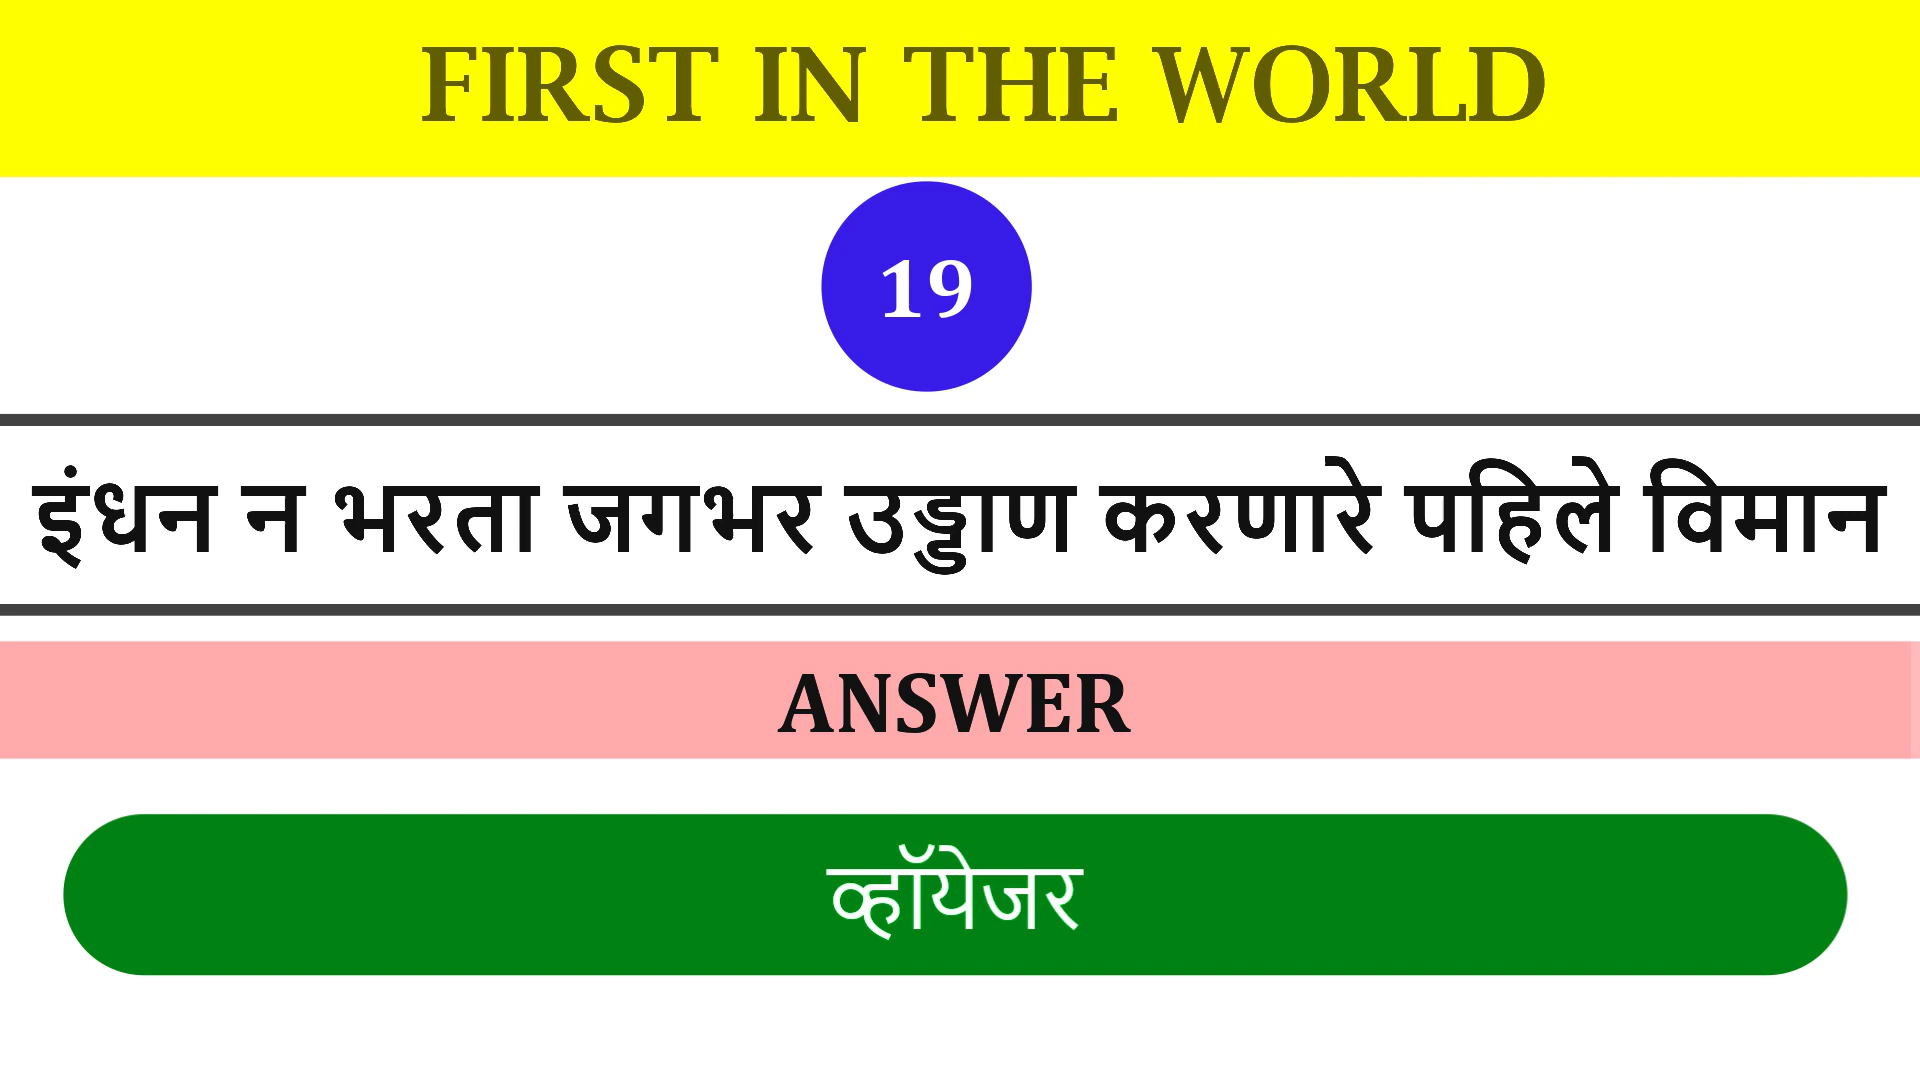 FIRST IN THE WORLD
19
इंधन न भरता जगभर उड्डाण करणारे पहिले विमान
ANSWER
व्हॉयेजर